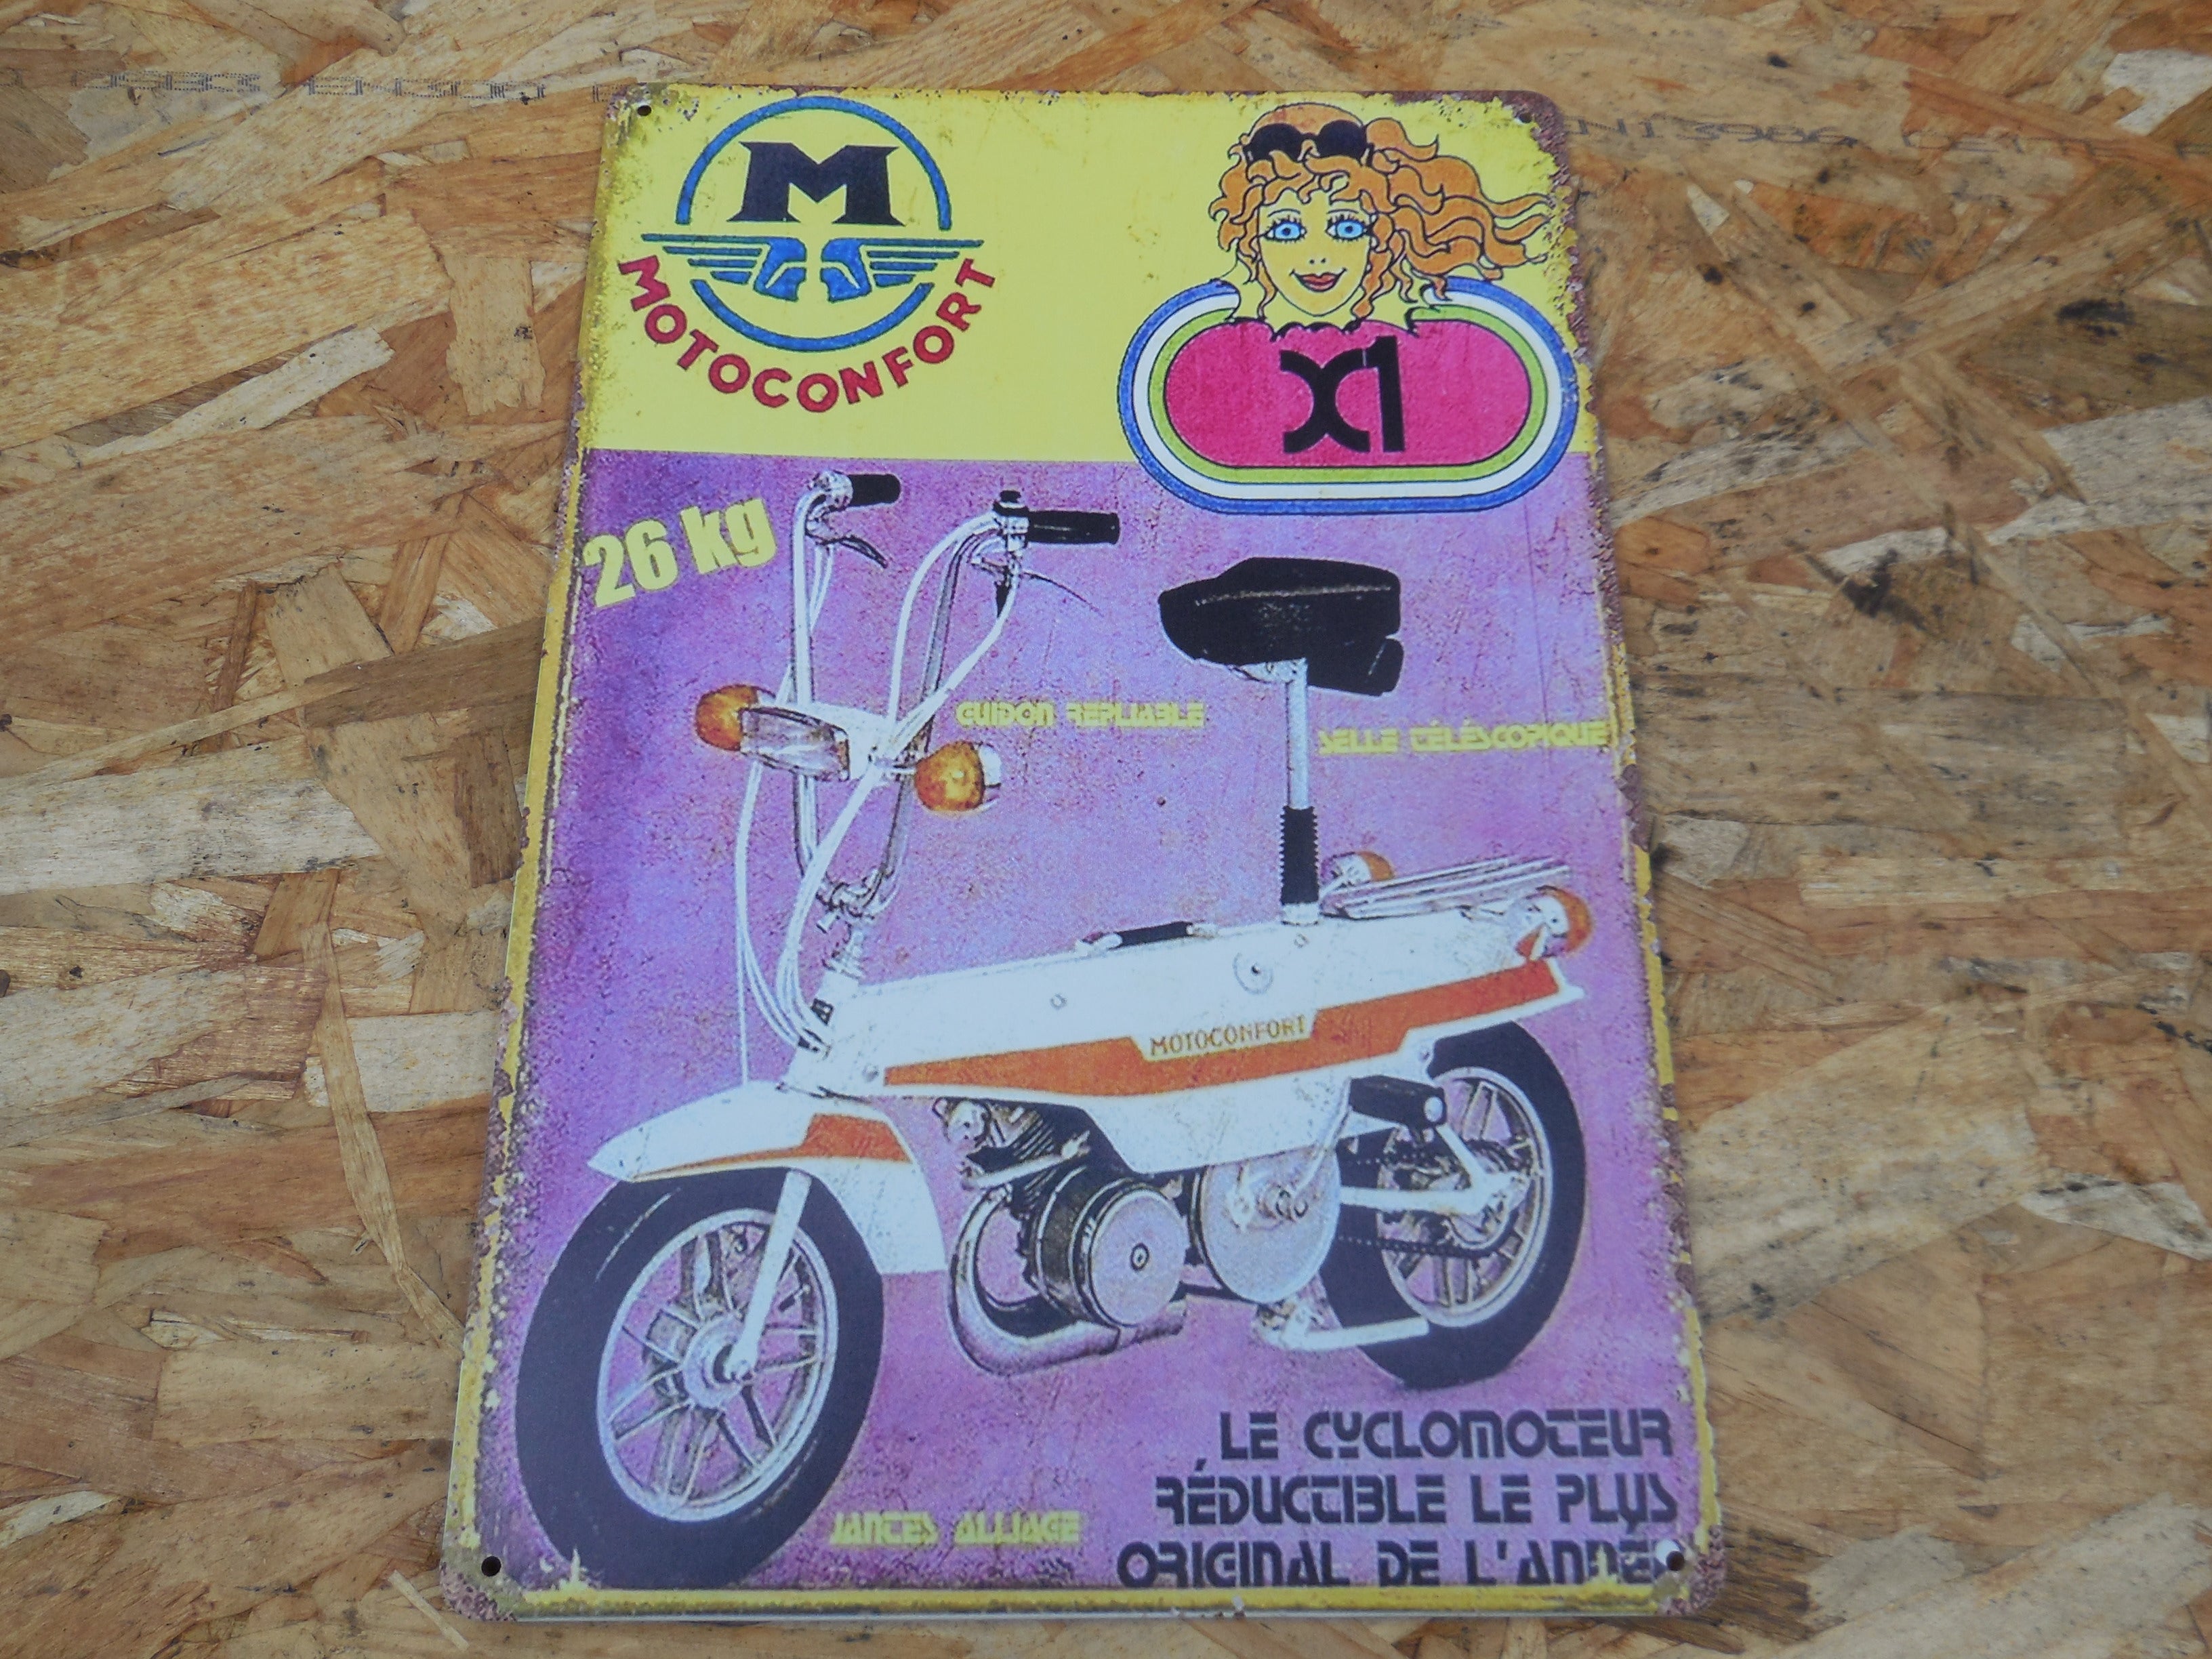 M
MOTOCONFORT
X1
26 kg
GUIDON REPLIABLE
SELLE TÉLÉSCOPIQUE
MOTOCONFORT
JANTES ALLIAGE
LE CYCLOMOTEUR
RÉDUCTIBLE LE PLUS
ORIGINAL DE L'ANNÉE